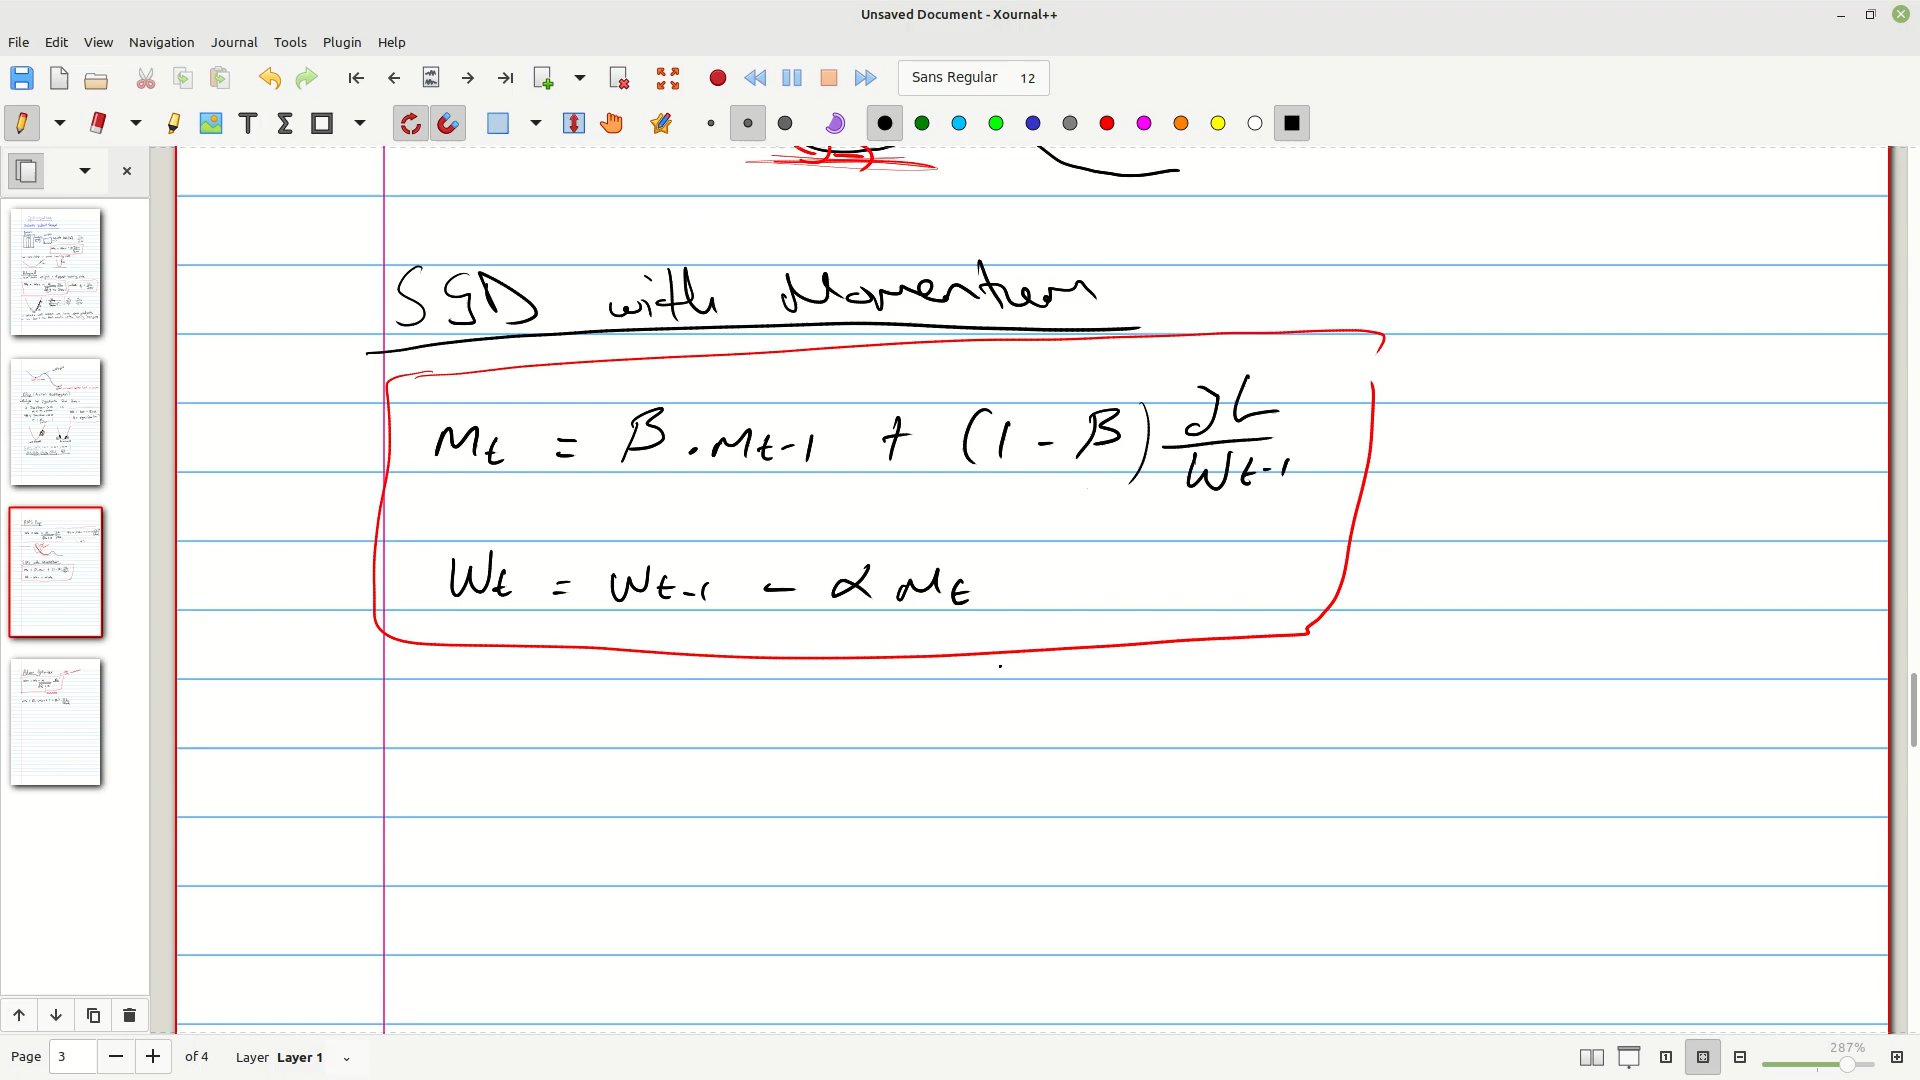 Unsaved Document - Xournal++
File Edit View Navigation Journal Tools Plugin Help
Sans Regular 12
SGD with Momentum
Mt = β . Mt-1 + (1 - β) ∂L / Wt-1
Wt = Wt-1 - α Mt
Page 3 of 4 Layer Layer 1
287%